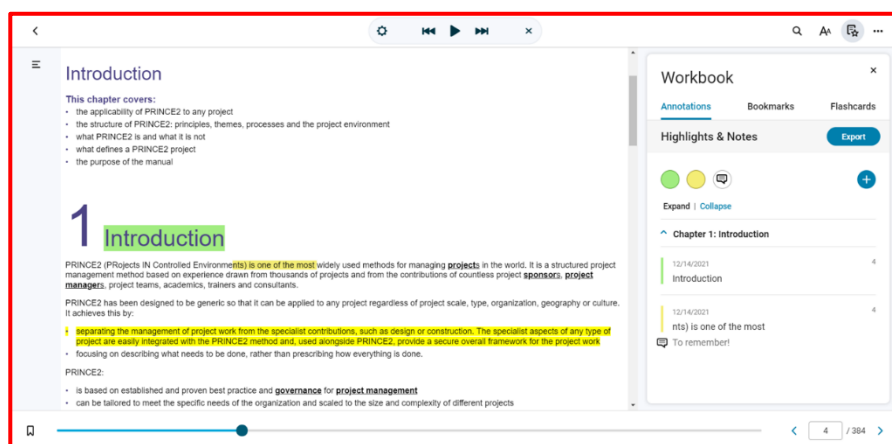 Introduction
This chapter covers:
• the applicability of PRINCE2 to any project
• the structure of PRINCE2: principles, themes, processes and the project environment
• what PRINCE2 is and what it is not
• what defines a PRINCE2 project
• the purpose of the manual
1 Introduction
PRINCE2 (PRojects IN Controlled Environments) is one of the most widely used methods for managing projects in the world. It is a structured project
management method based on experience drawn from thousands of projects and from the contributions of countless project sponsors, project
managers, project teams, academics, trainers and consultants.
PRINCE2 has been designed to be generic so that it can be applied to any project regardless of project scale, type, organization, geography or culture.
It achieves this by:
• separating the management of project work from the specialist contributions, such as design or construction. The specialist aspects of any type of
project are easily integrated with the PRINCE2 method and, used alongside PRINCE2, provide a secure overall framework for the project work
• focusing on describing what needs to be done, rather than prescribing how everything is done.
PRINCE2:
• is based on established and proven best practice and governance for project management
• can be tailored to meet the specific needs of the organization and scaled to the size and complexity of different projects
AA
Workbook
Annotations Bookmarks Flashcards
Highlights & Notes Export
Expand | Collapse
Chapter 1: Introduction
12/14/2021 4
Introduction
12/14/2021 4
nts) is one of the most
To remember!
4 / 384